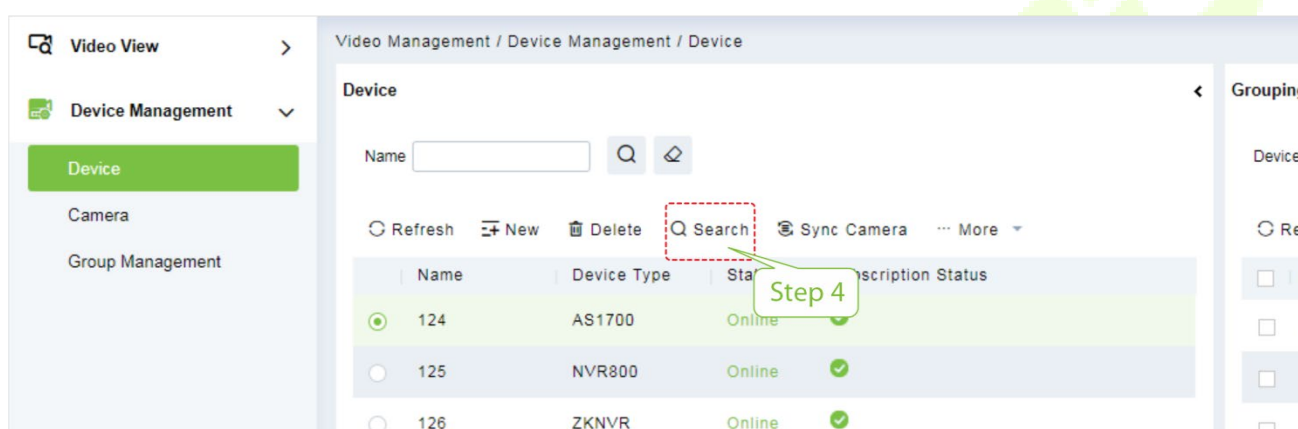 Video View
Device Management
Device
Camera
Group Management
Video Management / Device Management / Device
Device
Name
Refresh New Delete Search Sync Camera ... More
Name Device Type Subscription Status
Step 4
124 AS1700 Online
125 NVR800 Online
126 ZKNVR Online
Grouping
Device
Re